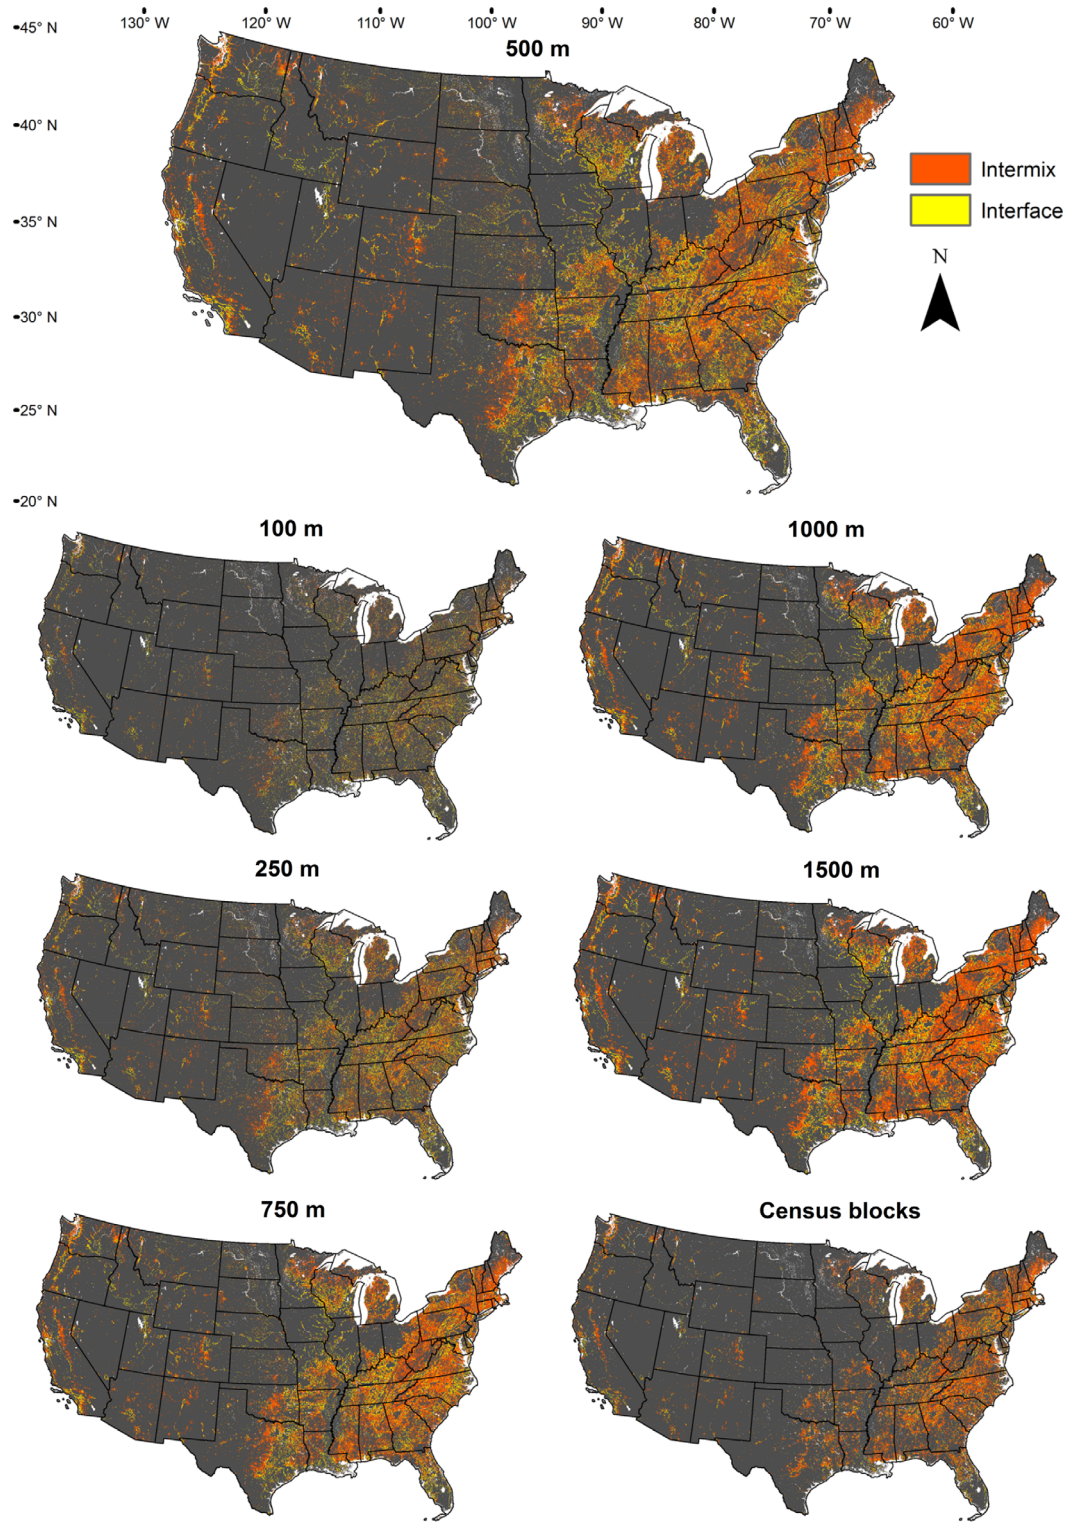 130° W 120° W 110° W 100° W 90° W 80° W 70° W 60° W
45° N
500 m
40° N
Intermix
35° N
Interface
N
30° N
25° N
20° N
100 m
1000 m
250 m
1500 m
750 m
Census blocks